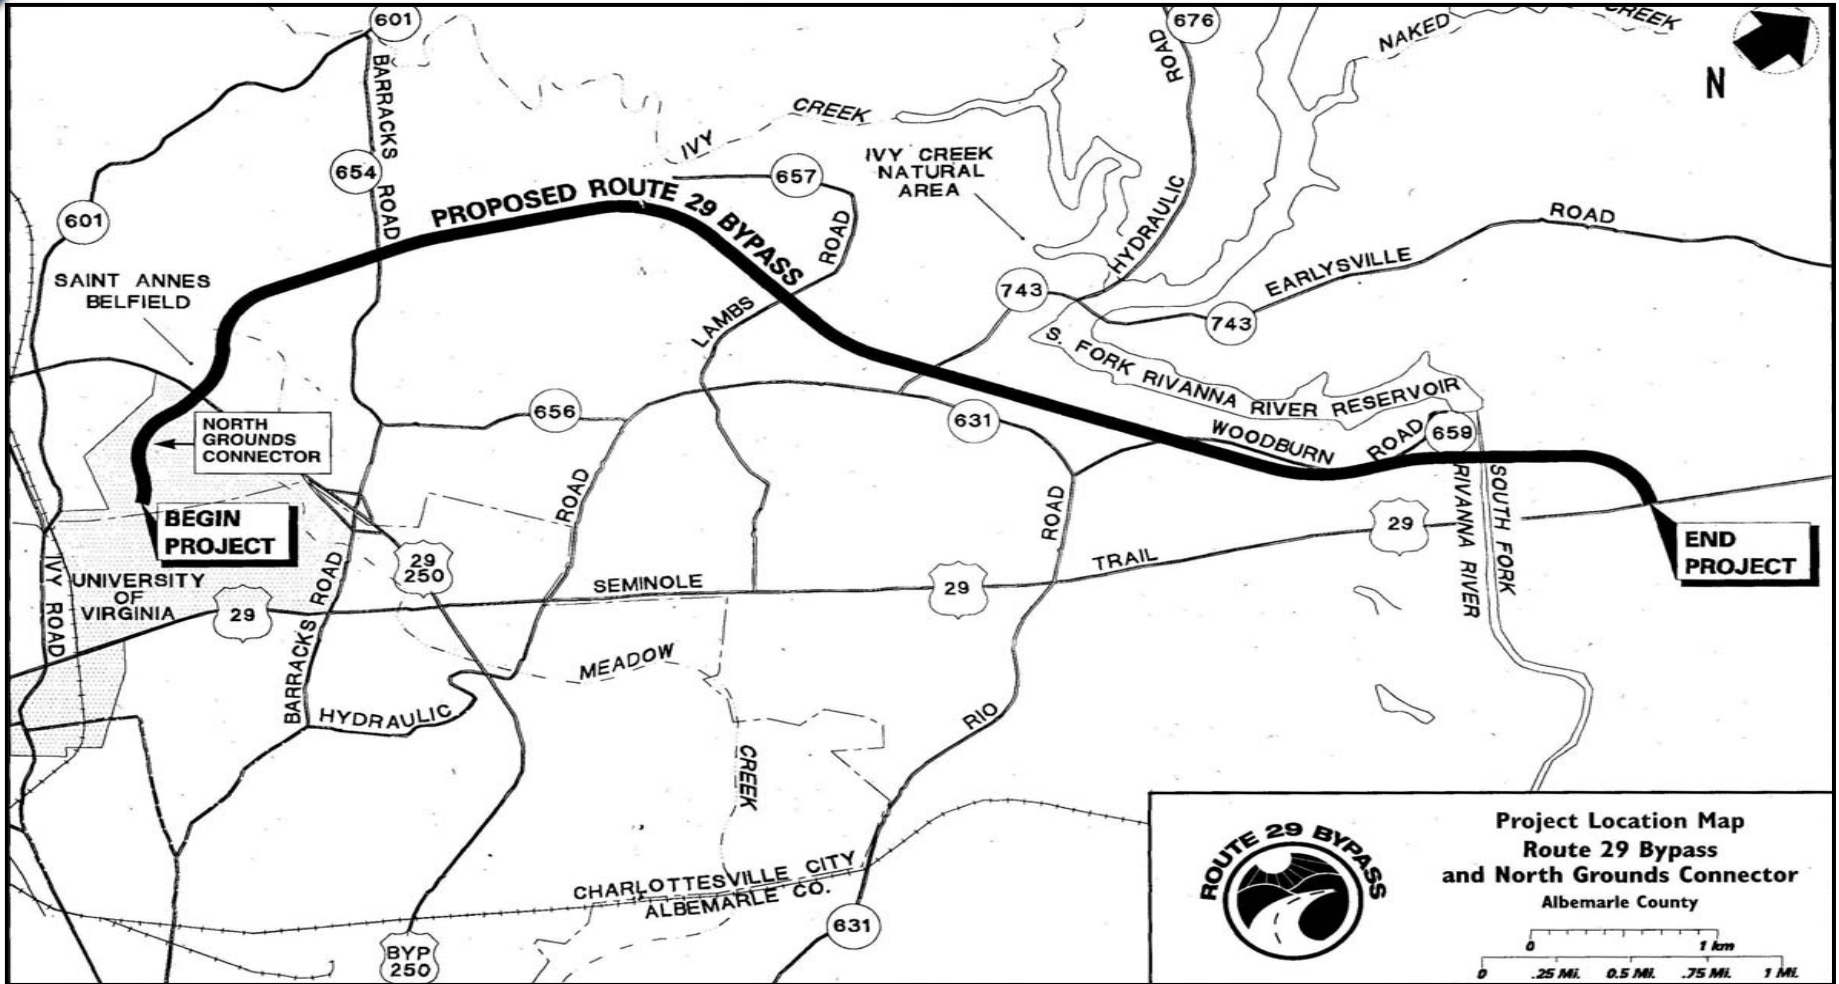 601
676
ROAD
NAKED
CREEK
N
BARRACKS
ROAD
CREEK
IVY
IVY CREEK
NATURAL
AREA
654
657
601
PROPOSED ROUTE 29 BYPASS
ROAD
HYDRAULIC
ROAD
EARLYSVILLE
SAINT ANNES
BELFIELD
743
743
LAMBS
S. FORK RIVANNA RIVER RESERVOIR
656
631
NORTH
GROUNDS
CONNECTOR
WOODBURN
ROAD
659
ROAD
ROAD
RIVANNA RIVER
SOUTH FORK
BEGIN
PROJECT
29
END
PROJECT
29
250
IVY ROAD
UNIVERSITY
OF
VIRGINIA
29
BARRACKS ROAD
SEMINOLE
29
TRAIL
MEADOW
HYDRAULIC
RIO
CREEK
CHARLOTTESVILLE CITY
ALBEMARLE CO.
631
BYP
250
ROUTE 29 BYPASS
Project Location Map
Route 29 Bypass
and North Grounds Connector
Albemarle County
0 1 km
0 .25 Mi. 0.5 Mi. .75 Mi. 1 Mi.